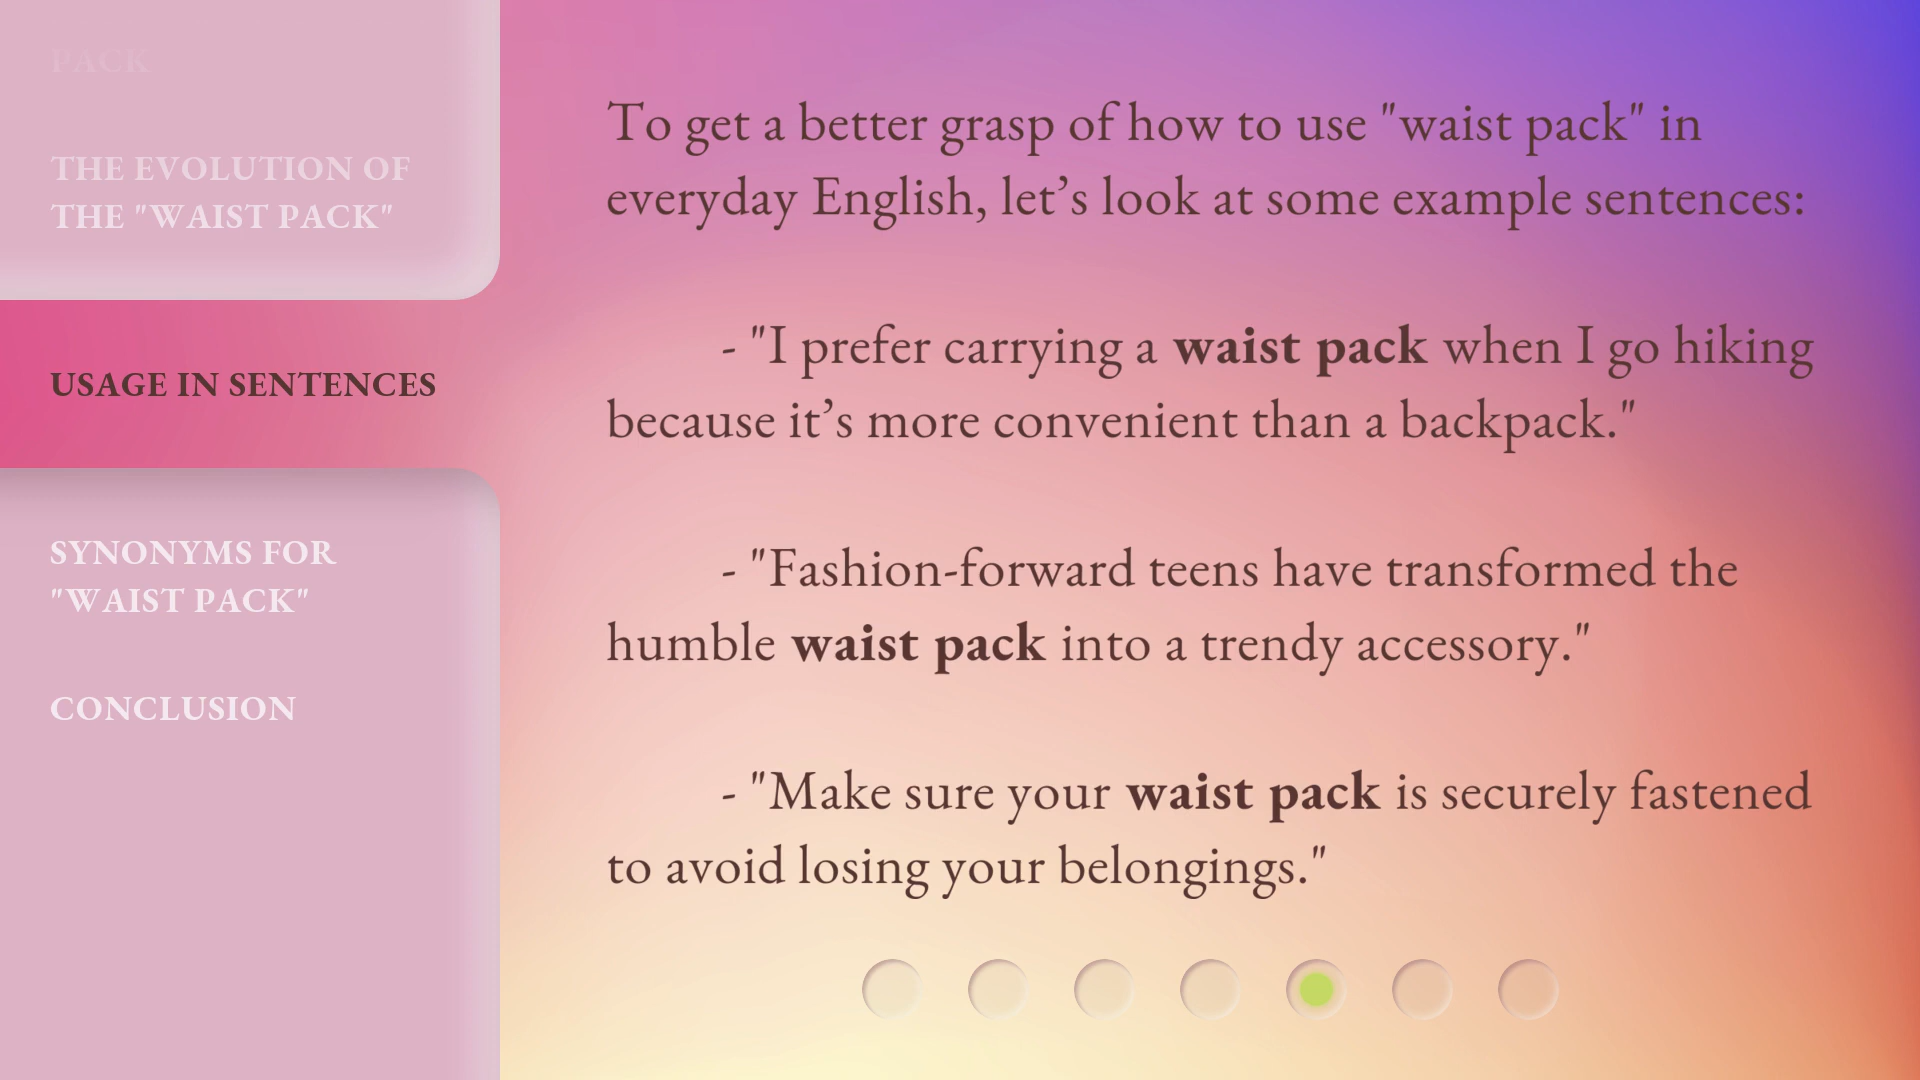 PACK
THE EVOLUTION OF
THE "WAIST PACK"
USAGE IN SENTENCES
SYNONYMS FOR
"WAIST PACK"
CONCLUSION
To get a better grasp of how to use "waist pack" in
everyday English, let’s look at some example sentences:
- "I prefer carrying a waist pack when I go hiking
because it’s more convenient than a backpack."
- "Fashion-forward teens have transformed the
humble waist pack into a trendy accessory."
- "Make sure your waist pack is securely fastened
to avoid losing your belongings."